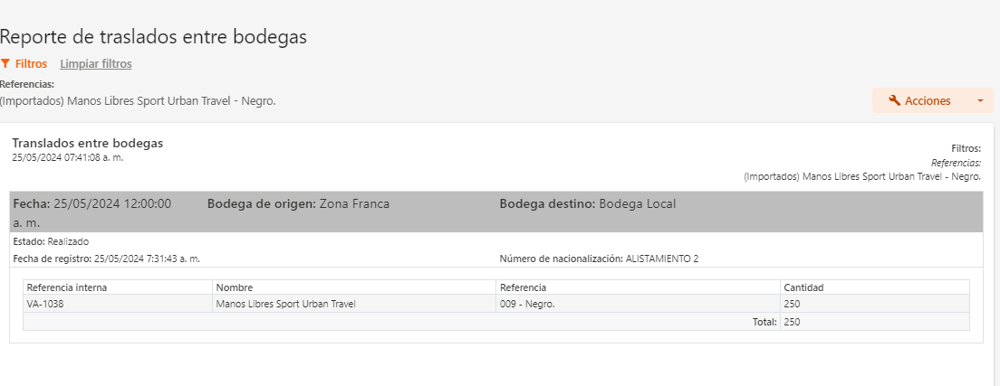 Reporte de traslados entre bodegas
Filtros Limpiar filtros
Referencias:
(Importados) Manos Libres Sport Urban Travel - Negro.
Acciones
Translados entre bodegas
25/05/2024 07:41:08 a. m.
Filtros:
Referencias:
(Importados) Manos Libres Sport Urban Travel - Negro.
Fecha: 25/05/2024 12:00:00 a. m. Bodega de origen: Zona Franca Bodega destino: Bodega Local
Estado: Realizado
Fecha de registro: 25/05/2024 7:31:43 a. m. Número de nacionalización: ALISTAMIENTO 2
Referencia interna Nombre Referencia Cantidad
VA-1038 Manos Libres Sport Urban Travel 009 - Negro. 250
Total: 250